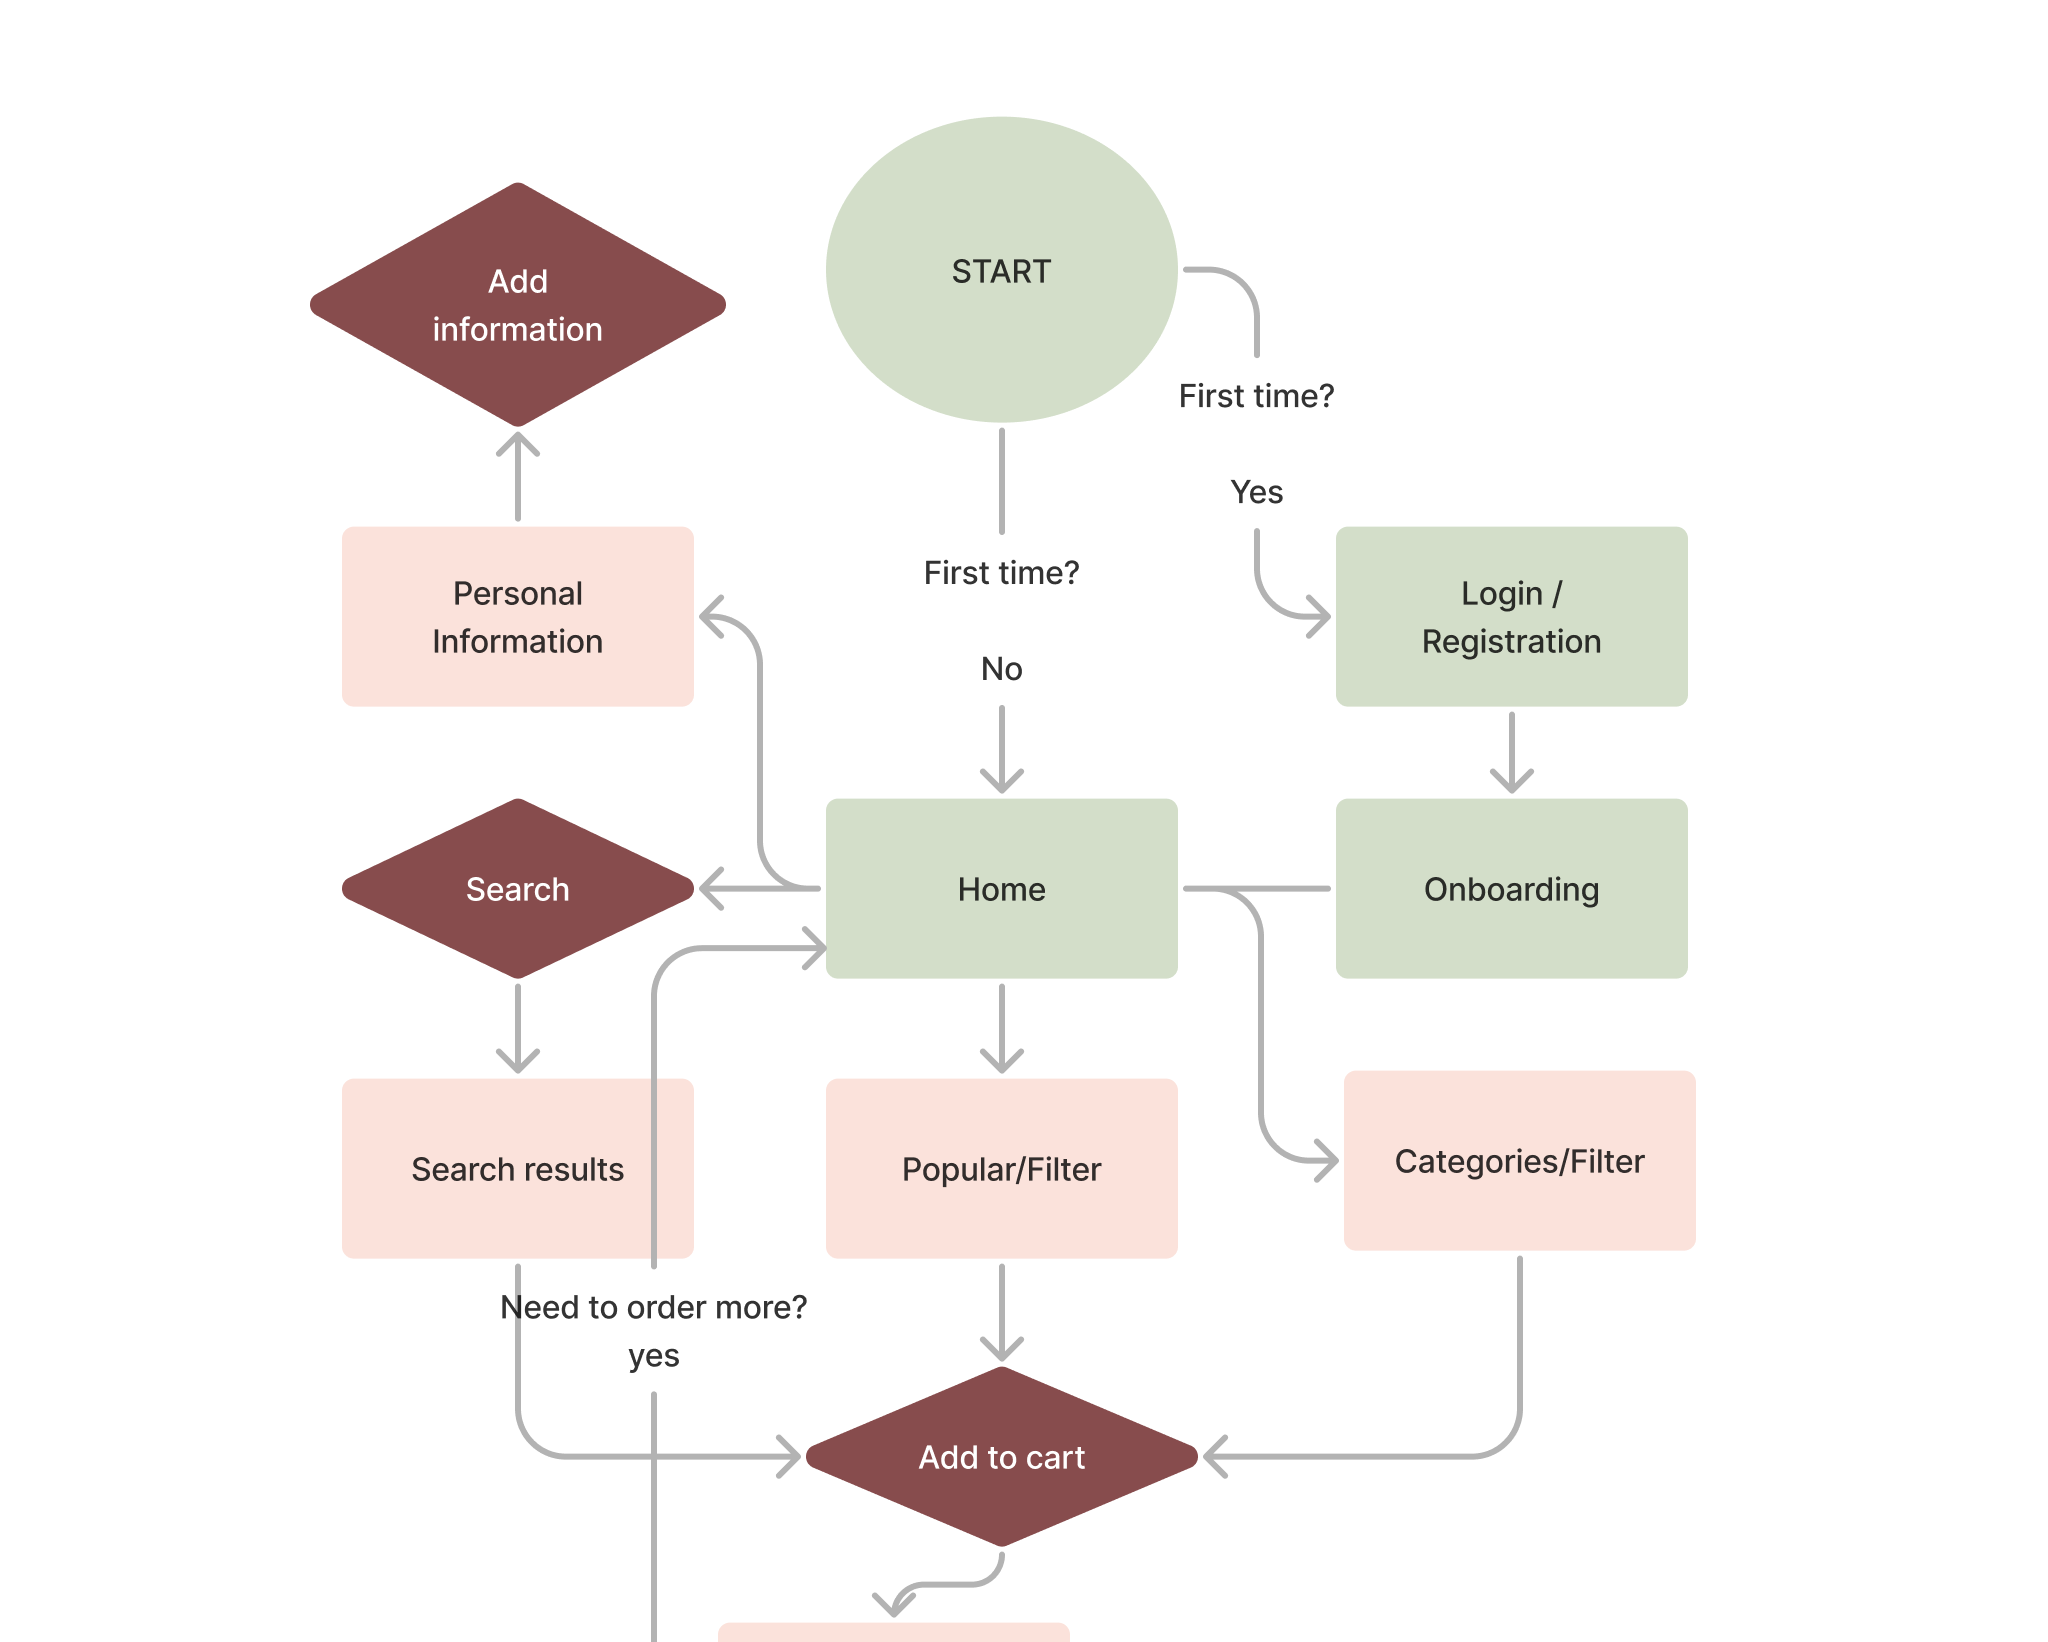 START
Add
information
First time?
Yes
First time?
No
Personal
Information
Login /
Registration
Search
Home
Onboarding
Search results
Popular/Filter
Categories/Filter
Need to order more?
yes
Add to cart